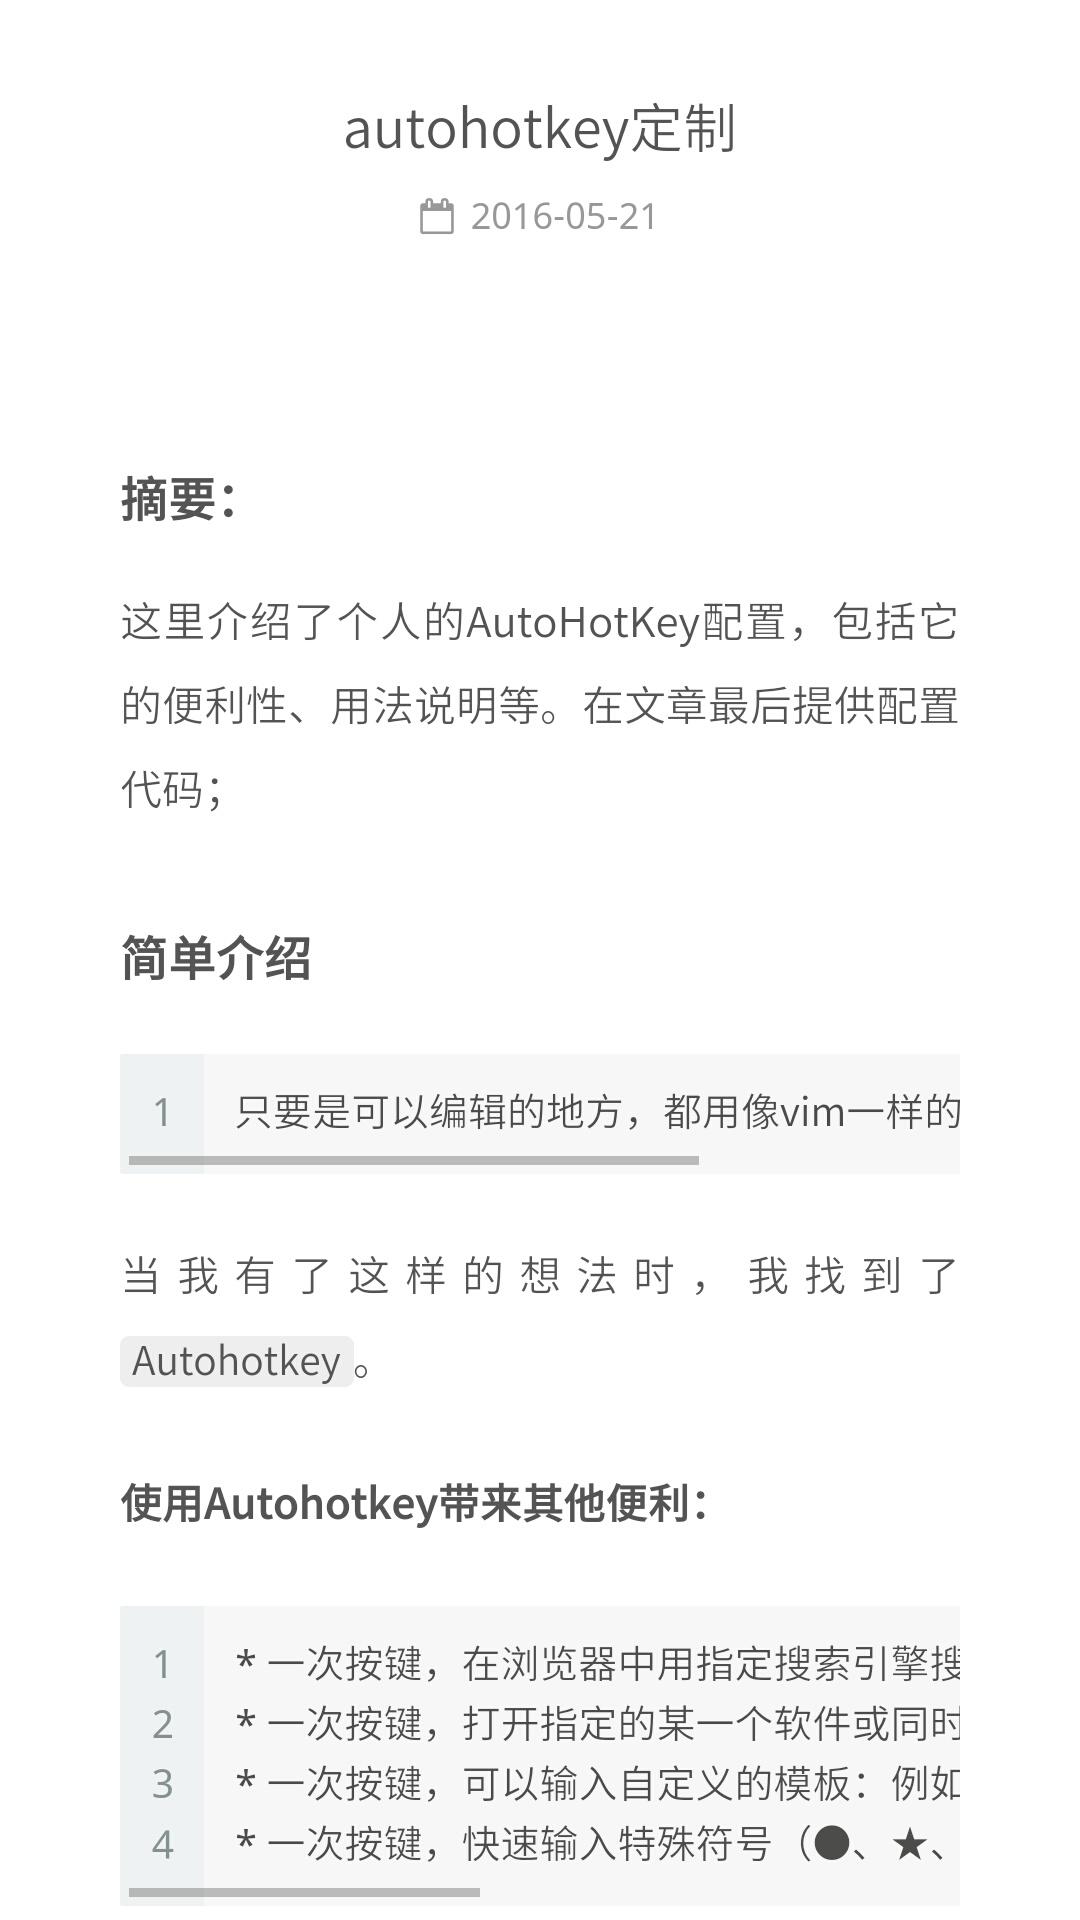 autohotkey定制
2016-05-21
摘要：
这里介绍了个人的AutoHotKey配置，包括它
的便利性、用法说明等。在文章最后提供配置
代码；
简单介绍
1 只要是可以编辑的地方，都用像vim一样的
当我有了这样的想法时，我找到了
Autohotkey。
使用Autohotkey带来其他便利：
1 * 一次按键，在浏览器中用指定搜索引擎搜
2 * 一次按键，打开指定的某一个软件或同时
3 * 一次按键，可以输入自定义的模板：例如
4 * 一次按键，快速输入特殊符号（●、★、